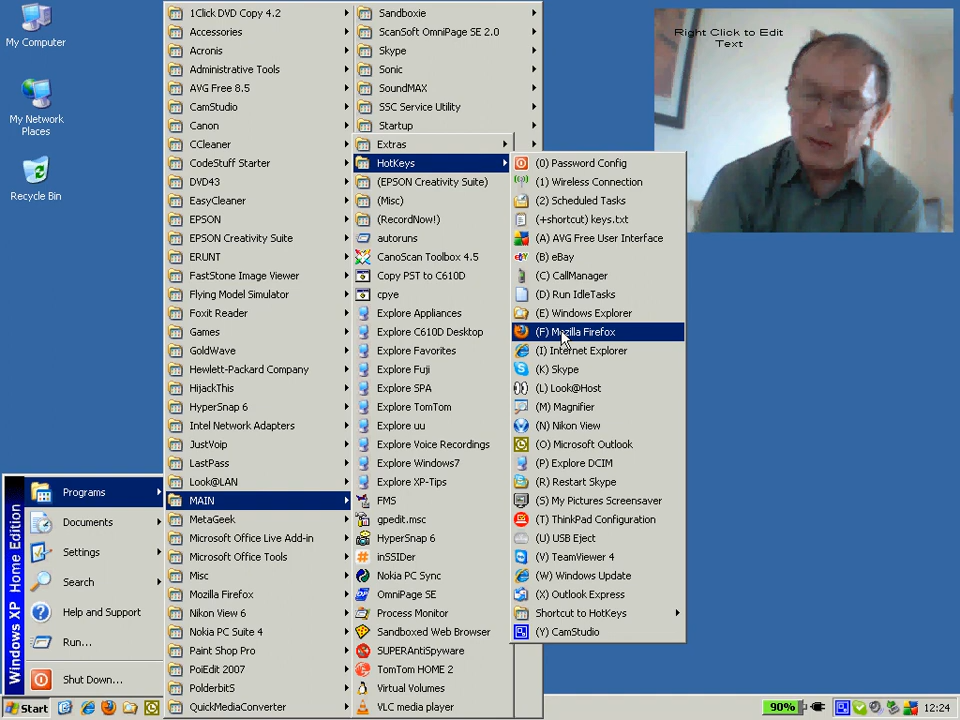 My Computer
My Network
Places
Recycle Bin
1Click DVD Copy 4.2
Accessories
Acronis
Administrative Tools
AVG Free 8.5
CamStudio
Canon
CCleaner
CodeStuff Starter
DVD43
EasyCleaner
EPSON
EPSON Creativity Suite
ERUNT
FastStone Image Viewer
Flying Model Simulator
Foxit Reader
Games
GoldWave
Hewlett-Packard Company
HijackThis
HyperSnap 6
Intel Network Adapters
JustVoip
LastPass
Look@LAN
MAIN
MetaGeek
Microsoft Office Live Add-in
Microsoft Office Tools
Misc
Mozilla Firefox
Nikon View 6
Nokia PC Suite 4
Paint Shop Pro
PoiEdit 2007
Polderbits
QuickMediaConverter
Sandboxie
ScanSoft OmniPage SE 2.0
Skype
Sonic
SoundMAX
SSC Service Utility
Startup
Extras
HotKeys
(EPSON Creativity Suite)
(Misc)
(RecordNow!)
autoruns
CanoScan Toolbox 4.5
Copy PST to C610D
cpye
Explore Appliances
Explore C610D Desktop
Explore Favorites
Explore Fuji
Explore SPA
Explore TomTom
Explore uu
Explore Voice Recordings
Explore Windows7
Explore XP-Tips
FMS
gpedit.msc
HyperSnap 6
inSSIDer
Nokia PC Sync
OmniPage SE
Process Monitor
Sandboxed Web Browser
SUPERAntiSpyware
TomTom HOME 2
Virtual Volumes
VLC media player
(0) Password Config
(1) Wireless Connection
(2) Scheduled Tasks
(+shortcut) keys.txt
(A) AVG Free User Interface
(B) eBay
(C) CallManager
(D) Run IdleTasks
(E) Windows Explorer
(F) Mozilla Firefox
(I) Internet Explorer
(K) Skype
(L) Look@Host
(M) Magnifier
(N) Nikon View
(O) Microsoft Outlook
(P) Explore DCIM
(R) Restart Skype
(S) My Pictures Screensaver
(T) ThinkPad Configuration
(U) USB Eject
(V) TeamViewer 4
(W) Windows Update
(X) Outlook Express
Shortcut to HotKeys
(Y) CamStudio
Right Click to Edit
Text
Windows XP Home Edition
Programs
Documents
Settings
Search
Help and Support
Run...
Shut Down...
Start
90%
12:24